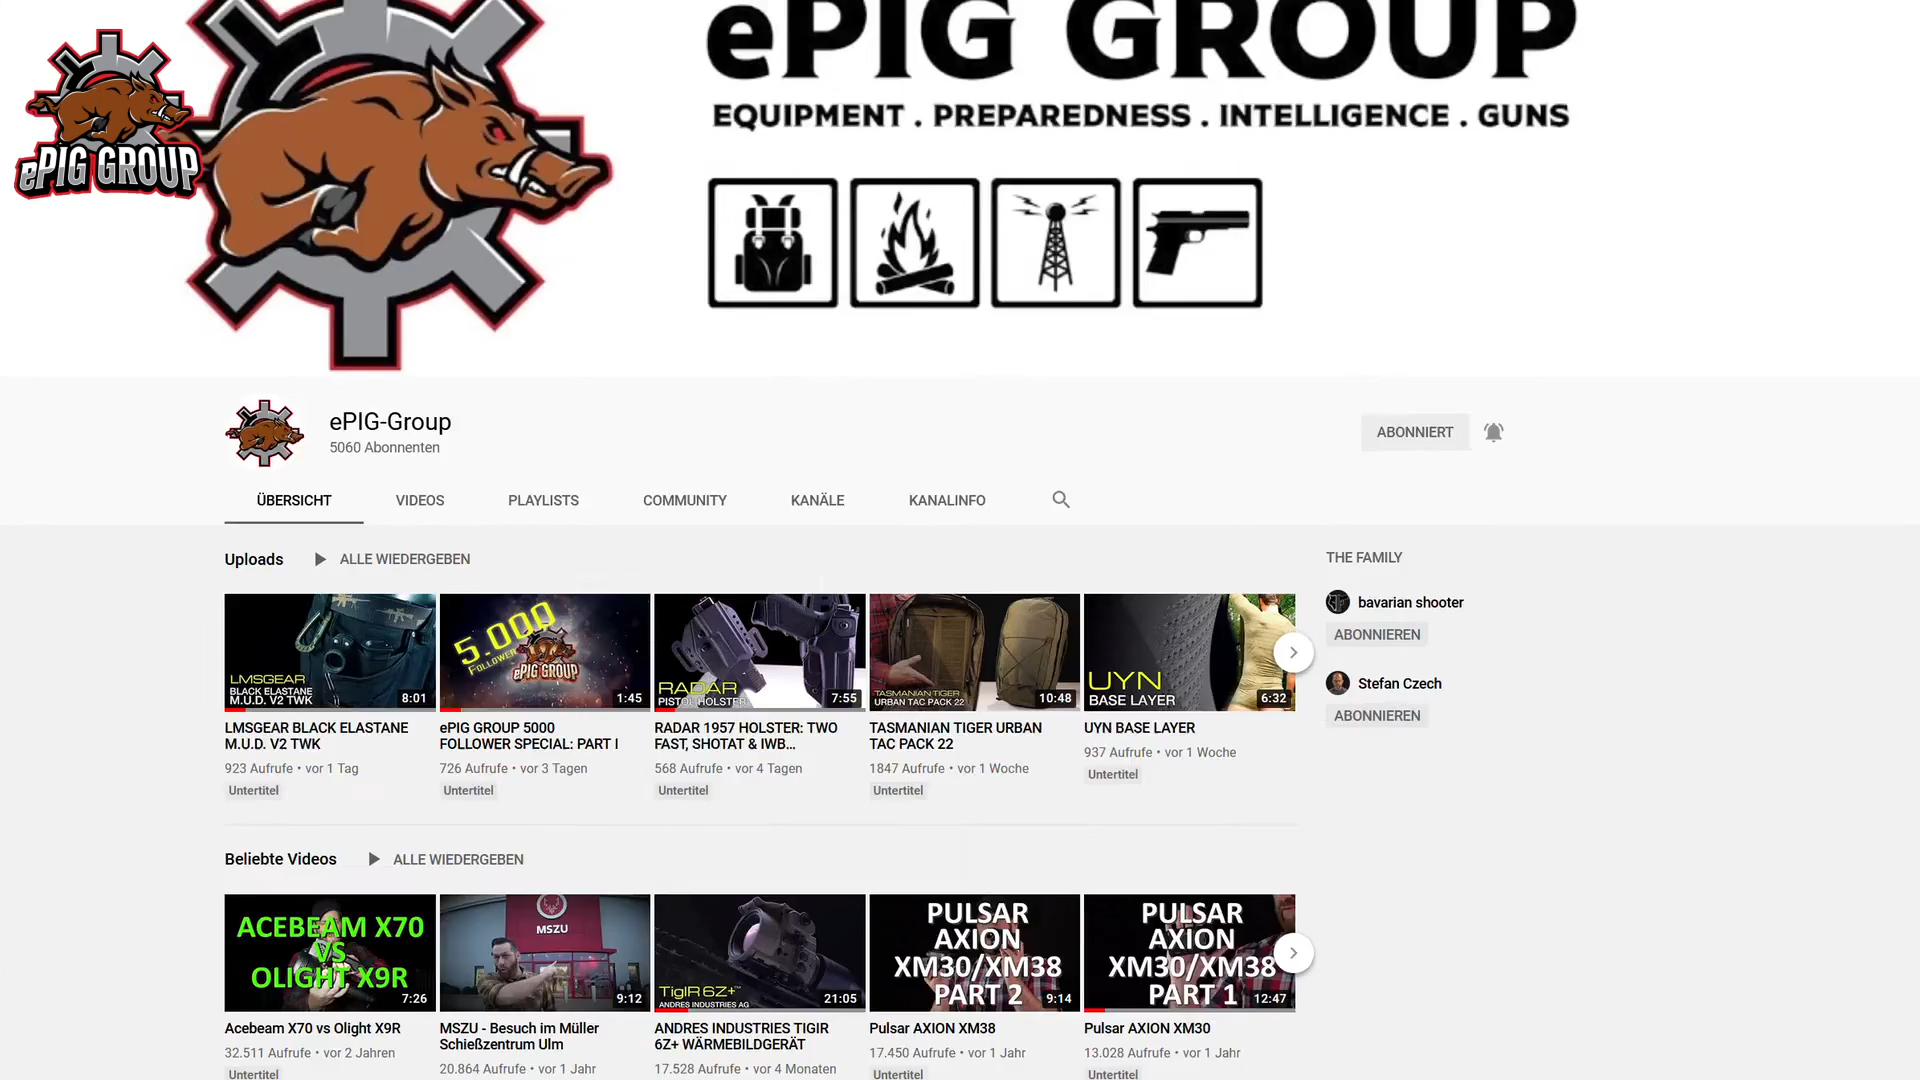 ePIG GROUP
EQUIPMENT . PREPAREDNESS . INTELLIGENCE . GUNS
ePIG GROUP
ePIG-Group
5060 Abonnenten
ABONNIERT
ÜBERSICHT
VIDEOS
PLAYLISTS
COMMUNITY
KANÄLE
KANALINFO
Uploads
ALLE WIEDERGEBEN
THE FAMILY
bavarian shooter
ABONNIEREN
Stefan Czech
ABONNIEREN
LMSGEAR
BLACK ELASTANE
M.U.D. V2 TWK
8:01
LMSGEAR BLACK ELASTANE
M.U.D. V2 TWK
923 Aufrufe • vor 1 Tag
Untertitel
5.000
FOLLOWER
ePIG GROUP
1:45
ePIG GROUP 5000
FOLLOWER SPECIAL: PART I
726 Aufrufe • vor 3 Tagen
Untertitel
RADAR
PISTOL HOLSTER
7:55
RADAR 1957 HOLSTER: TWO
FAST, SHOTAT & IWB...
568 Aufrufe • vor 4 Tagen
Untertitel
TASMANIAN TIGER
URBAN TAC PACK 22
10:48
TASMANIAN TIGER URBAN
TAC PACK 22
1847 Aufrufe • vor 1 Woche
Untertitel
UYN
BASE LAYER
6:32
UYN BASE LAYER
937 Aufrufe • vor 1 Woche
Untertitel
Beliebte Videos
ALLE WIEDERGEBEN
ACEBEAM X70
VS
OLIGHT X9R
7:26
Acebeam X70 vs Olight X9R
32.511 Aufrufe • vor 2 Jahren
Untertitel
MSZU
9:12
MSZU - Besuch im Müller
Schießzentrum Ulm
20.864 Aufrufe • vor 1 Jahr
TigIR 6Z+™
ANDRES INDUSTRIES AG
21:05
ANDRES INDUSTRIES TIGIR
6Z+ WÄRMEBILDGERÄT
17.528 Aufrufe • vor 4 Monaten
PULSAR
AXION
XM30/XM38
PART 2
9:14
Pulsar AXION XM38
17.450 Aufrufe • vor 1 Jahr
Untertitel
PULSAR
AXION
XM30/XM38
PART 1
12:47
Pulsar AXION XM30
13.028 Aufrufe • vor 1 Jahr
Untertitel